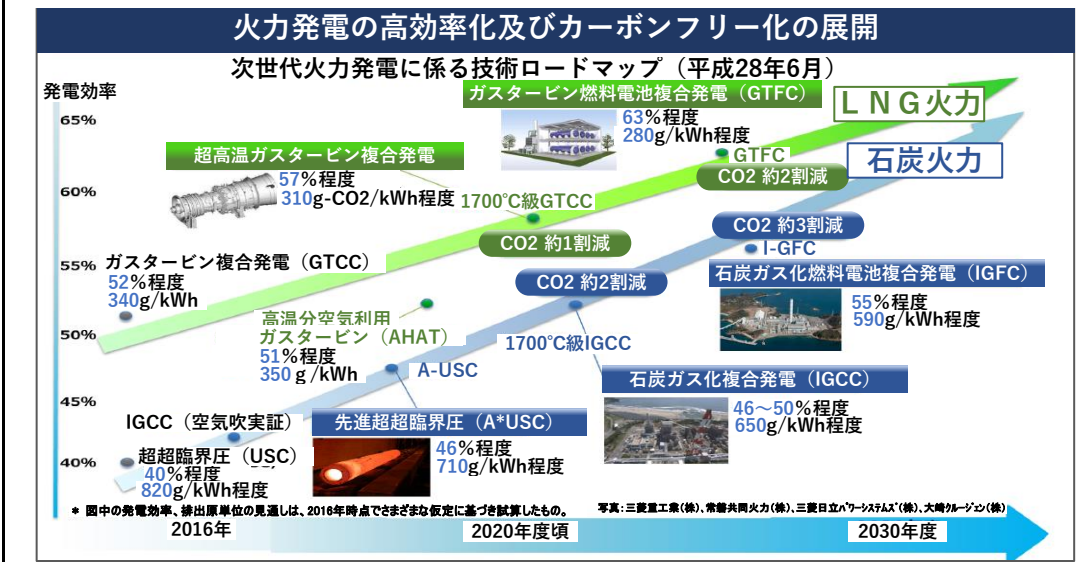 火力発電の高効率化及びカーボンフリー化の展開
次世代火力発電に係る技術ロードマップ（平成28年6月）
発電効率
65%
60%
55%
50%
45%
40%
ガスタービン燃料電池複合発電（GTFC）
63%程度
280g/kWh程度
LNG火力
GTFC
CO2 約2割減
石炭火力
超高温ガスタービン複合発電
57%程度
310g-CO2/kWh程度
1700℃級GTCC
CO2 約1割減
CO2 約3割減
I-GFC
ガスタービン複合発電（GTCC）
52%程度
340g/kWh
CO2 約2割減
石炭ガス化燃料電池複合発電（IGFC）
55%程度
590g/kWh程度
高温分空気利用
ガスタービン（AHAT）
51%程度
350ｇ/kWh
1700℃級IGCC
A-USC
石炭ガス化複合発電（IGCC）
46～50%程度
650g/kWh程度
IGCC（空気吹実証）
先進超超臨界圧（A*USC）
46%程度
710g/kWh程度
超超臨界圧（USC）
40%程度
820g/kWh程度
* 図中の発電効率、排出原単位の見通しは、2016年時点でさまざまな仮定に基づき試算したもの。
写真：三菱重工業（株）、常磐共同火力（株）、三菱日立パワーシステムズ（株）、大崎クールジェン（株）
2016年
2020年度頃
2030年度